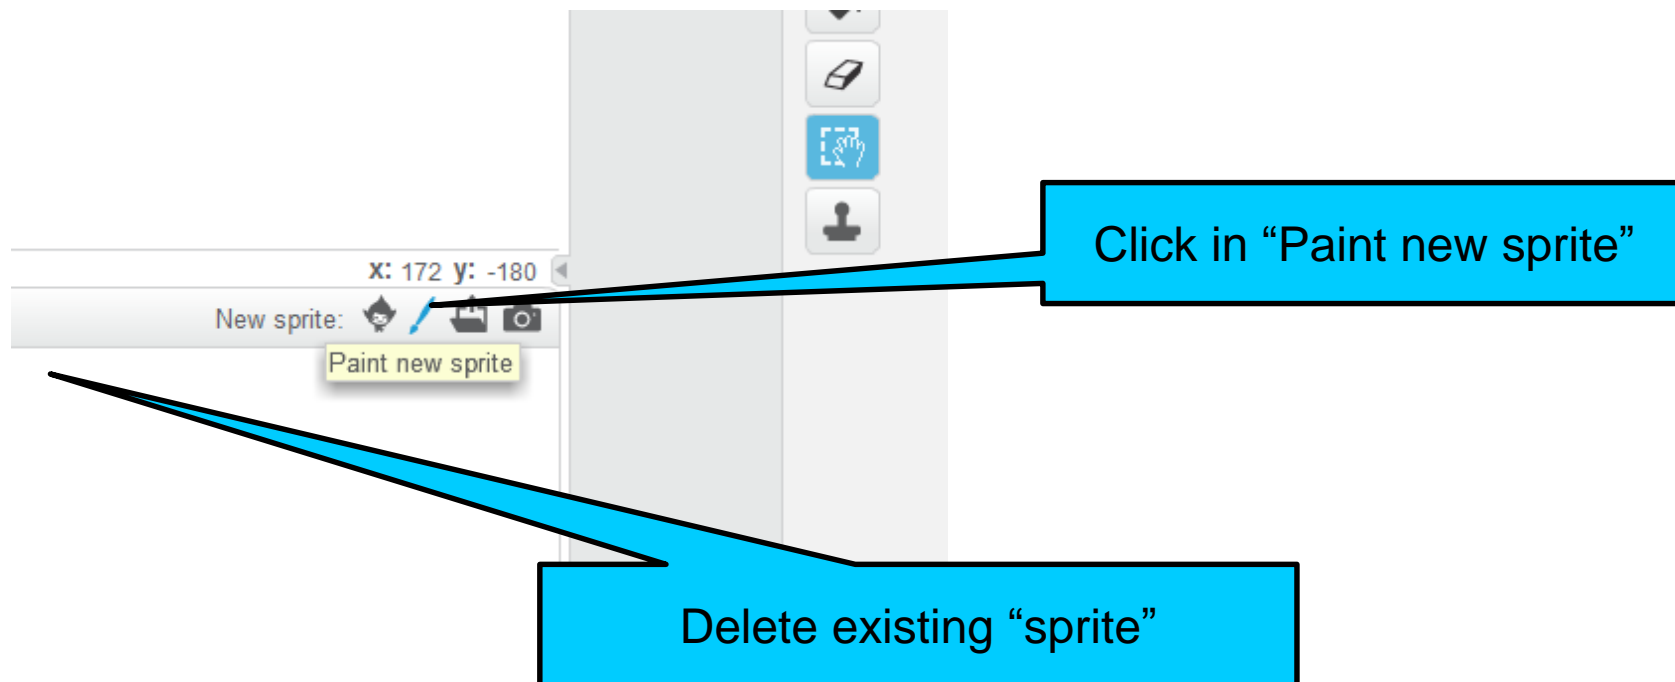 Click in “Paint new sprite”
x: 172 y: -180
New sprite:
Paint new sprite
Delete existing “sprite”